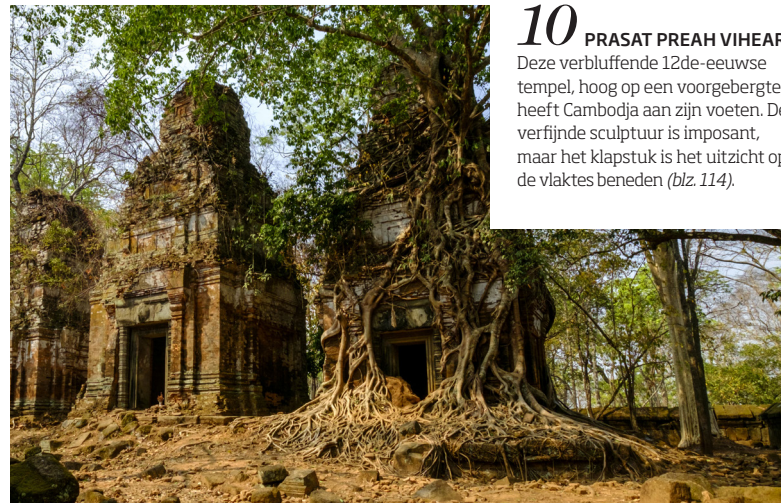 10 PRASAT PREAH VIHEAR
Deze verbluffende 12de-eeuwse
tempel, hoog op een voorgebergte
heeft Cambodja aan zijn voeten. De
verfijnde sculptuur is imposant,
maar het klapstuk is het uitzicht op
de vlaktes beneden (blz. 114).